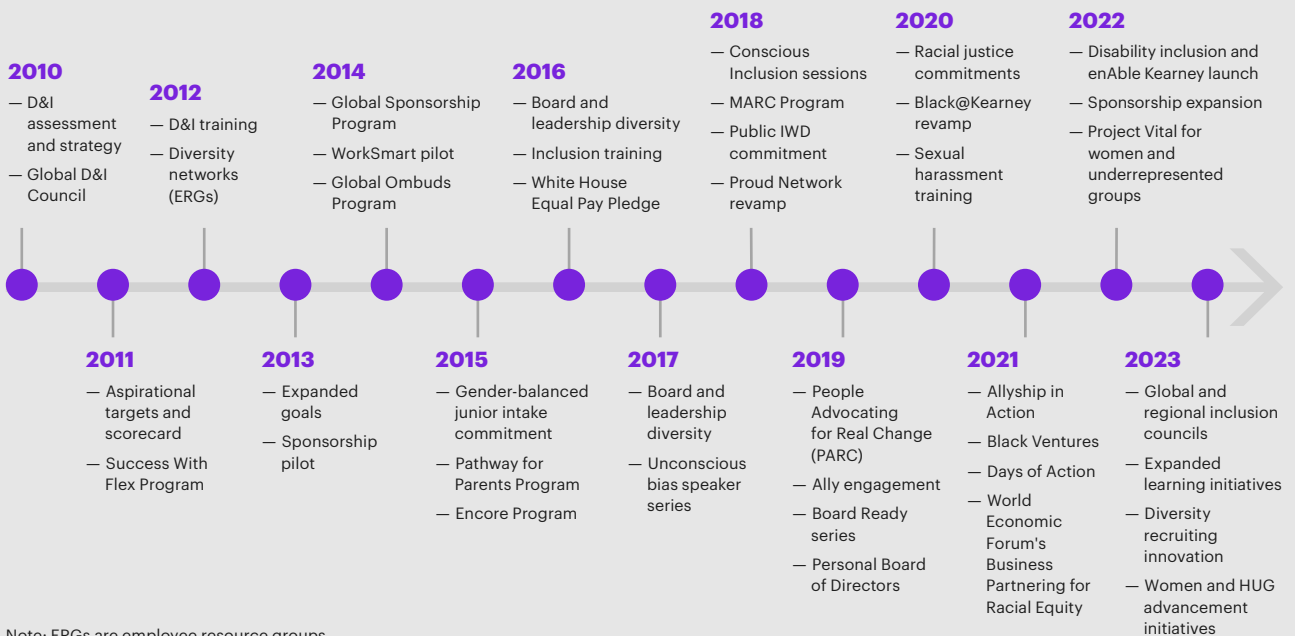 2010
— D&I
assessment
and strategy
— Global D&I
Council
2012
— D&I training
— Diversity
networks
(ERGs)
2014
— Global Sponsorship
Program
— WorkSmart pilot
— Global Ombuds
Program
2016
— Board and
leadership diversity
— Inclusion training
— White House
Equal Pay Pledge
2018
— Conscious
Inclusion sessions
— MARC Program
— Public IWD
commitment
— Proud Network
revamp
2020
— Racial justice
commitments
— Black@Kearney
revamp
— Sexual
harassment
training
2022
— Disability inclusion and
enAble Kearney launch
— Sponsorship expansion
— Project Vital for
women and
underrepresented
groups
2011
— Aspirational
targets and
scorecard
— Success With
Flex Program
2013
— Expanded
goals
— Sponsorship
pilot
2015
— Gender-balanced
junior intake
commitment
— Pathway for
Parents Program
— Encore Program
2017
— Board and
leadership
diversity
— Unconscious
bias speaker
series
2019
— People
Advocating
for Real Change
(PARC)
— Ally engagement
— Board Ready
series
— Personal Board
of Directors
2021
— Allyship in
Action
— Black Ventures
— Days of Action
— World
Economic
Forum's
Business
Partnering for
Racial Equity
2023
— Global and
regional inclusion
councils
— Expanded
learning initiatives
— Diversity
recruiting
innovation
— Women and HUG
advancement
initiatives
Note: ERGs are employee resource groups